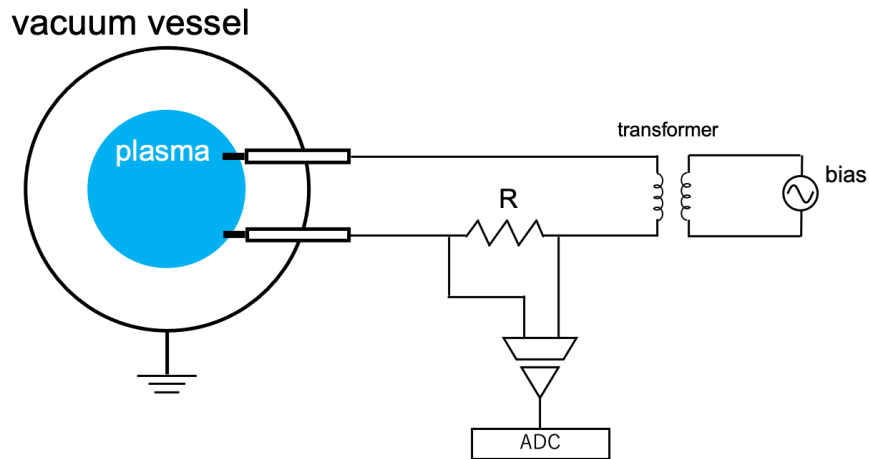 vacuum vessel
plasma
transformer
bias
R
ADC